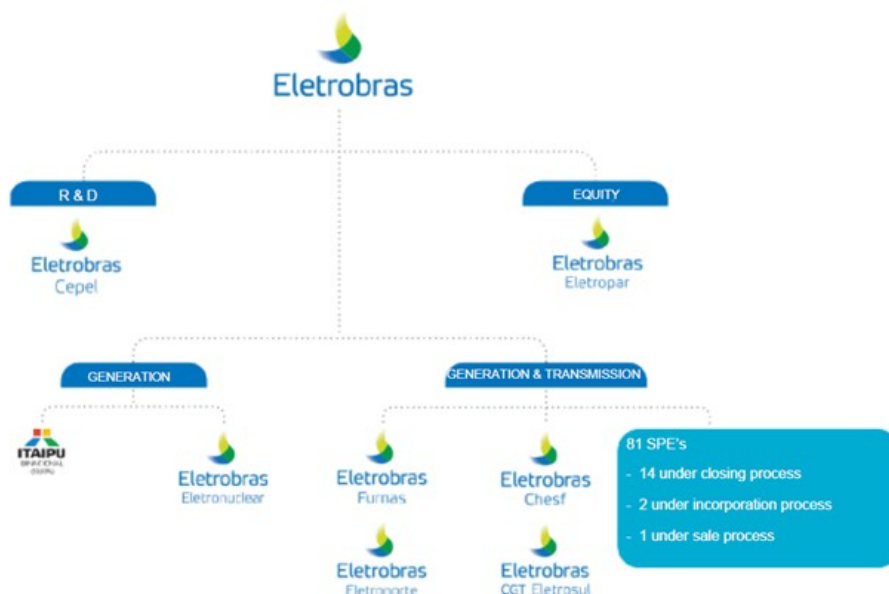 Eletrobras
R & D
EQUITY
Eletrobras
Cepel
Eletrobras
Eletropar
GENERATION
GENERATION & TRANSMISSION
ITAIPU
BINACIONAL
Eletrobras
Eletronuclear
Eletrobras
Furnas
Eletrobras
Chesf
81 SPE's
- 14 under closing process
- 2 under incorporation process
- 1 under sale process
Eletrobras
Eletronorte
Eletrobras
CGT Eletrosul